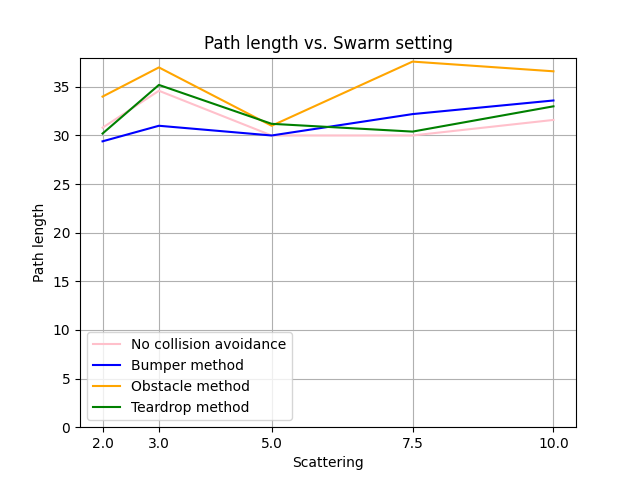 Path length vs. Swarm setting
Path length
35
30
25
20
15
10
5
0
No collision avoidance
Bumper method
Obstacle method
Teardrop method
2.0 3.0 5.0 7.5 10.0
Scattering